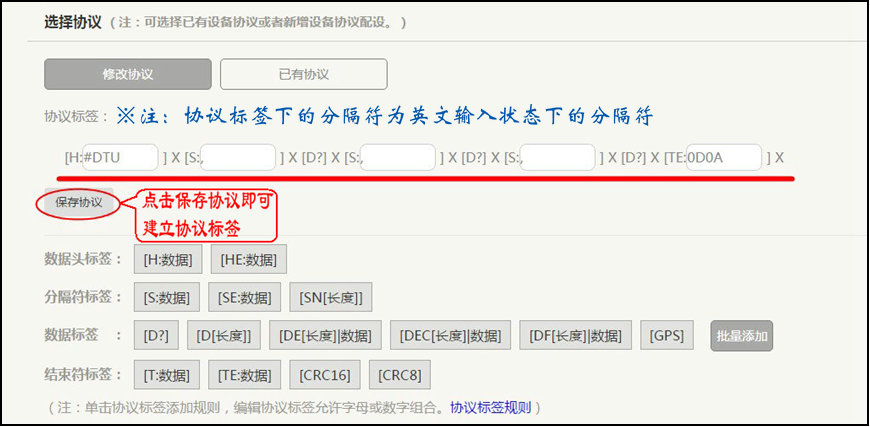 选择协议（注：可选择已有设备协议或者新增设备协议配设。）
修改协议 已有协议
协议标签：※注：协议标签下的分隔符为英文输入状态下的分隔符
[H:#DTU ] X [S:, ] X [D?] X [S:, ] X [D?] X [S:, ] X [D?] X [TE:0D0A ] X
保存协议
点击保存协议即可
建立协议标签
数据头标签： [H:数据] [HE:数据]
分隔符标签： [S:数据] [SE:数据] [SN[长度]]
数据标签 ： [D?] [D[长度]] [DE[长度]|数据] [DEC[长度]|数据] [DF[长度]|数据] [GPS] 批量添加
结束符标签： [T:数据] [TE:数据] [CRC16] [CRC8]
（注：单击协议标签添加规则，编辑协议标签允许字母或数字组合。协议标签规则）